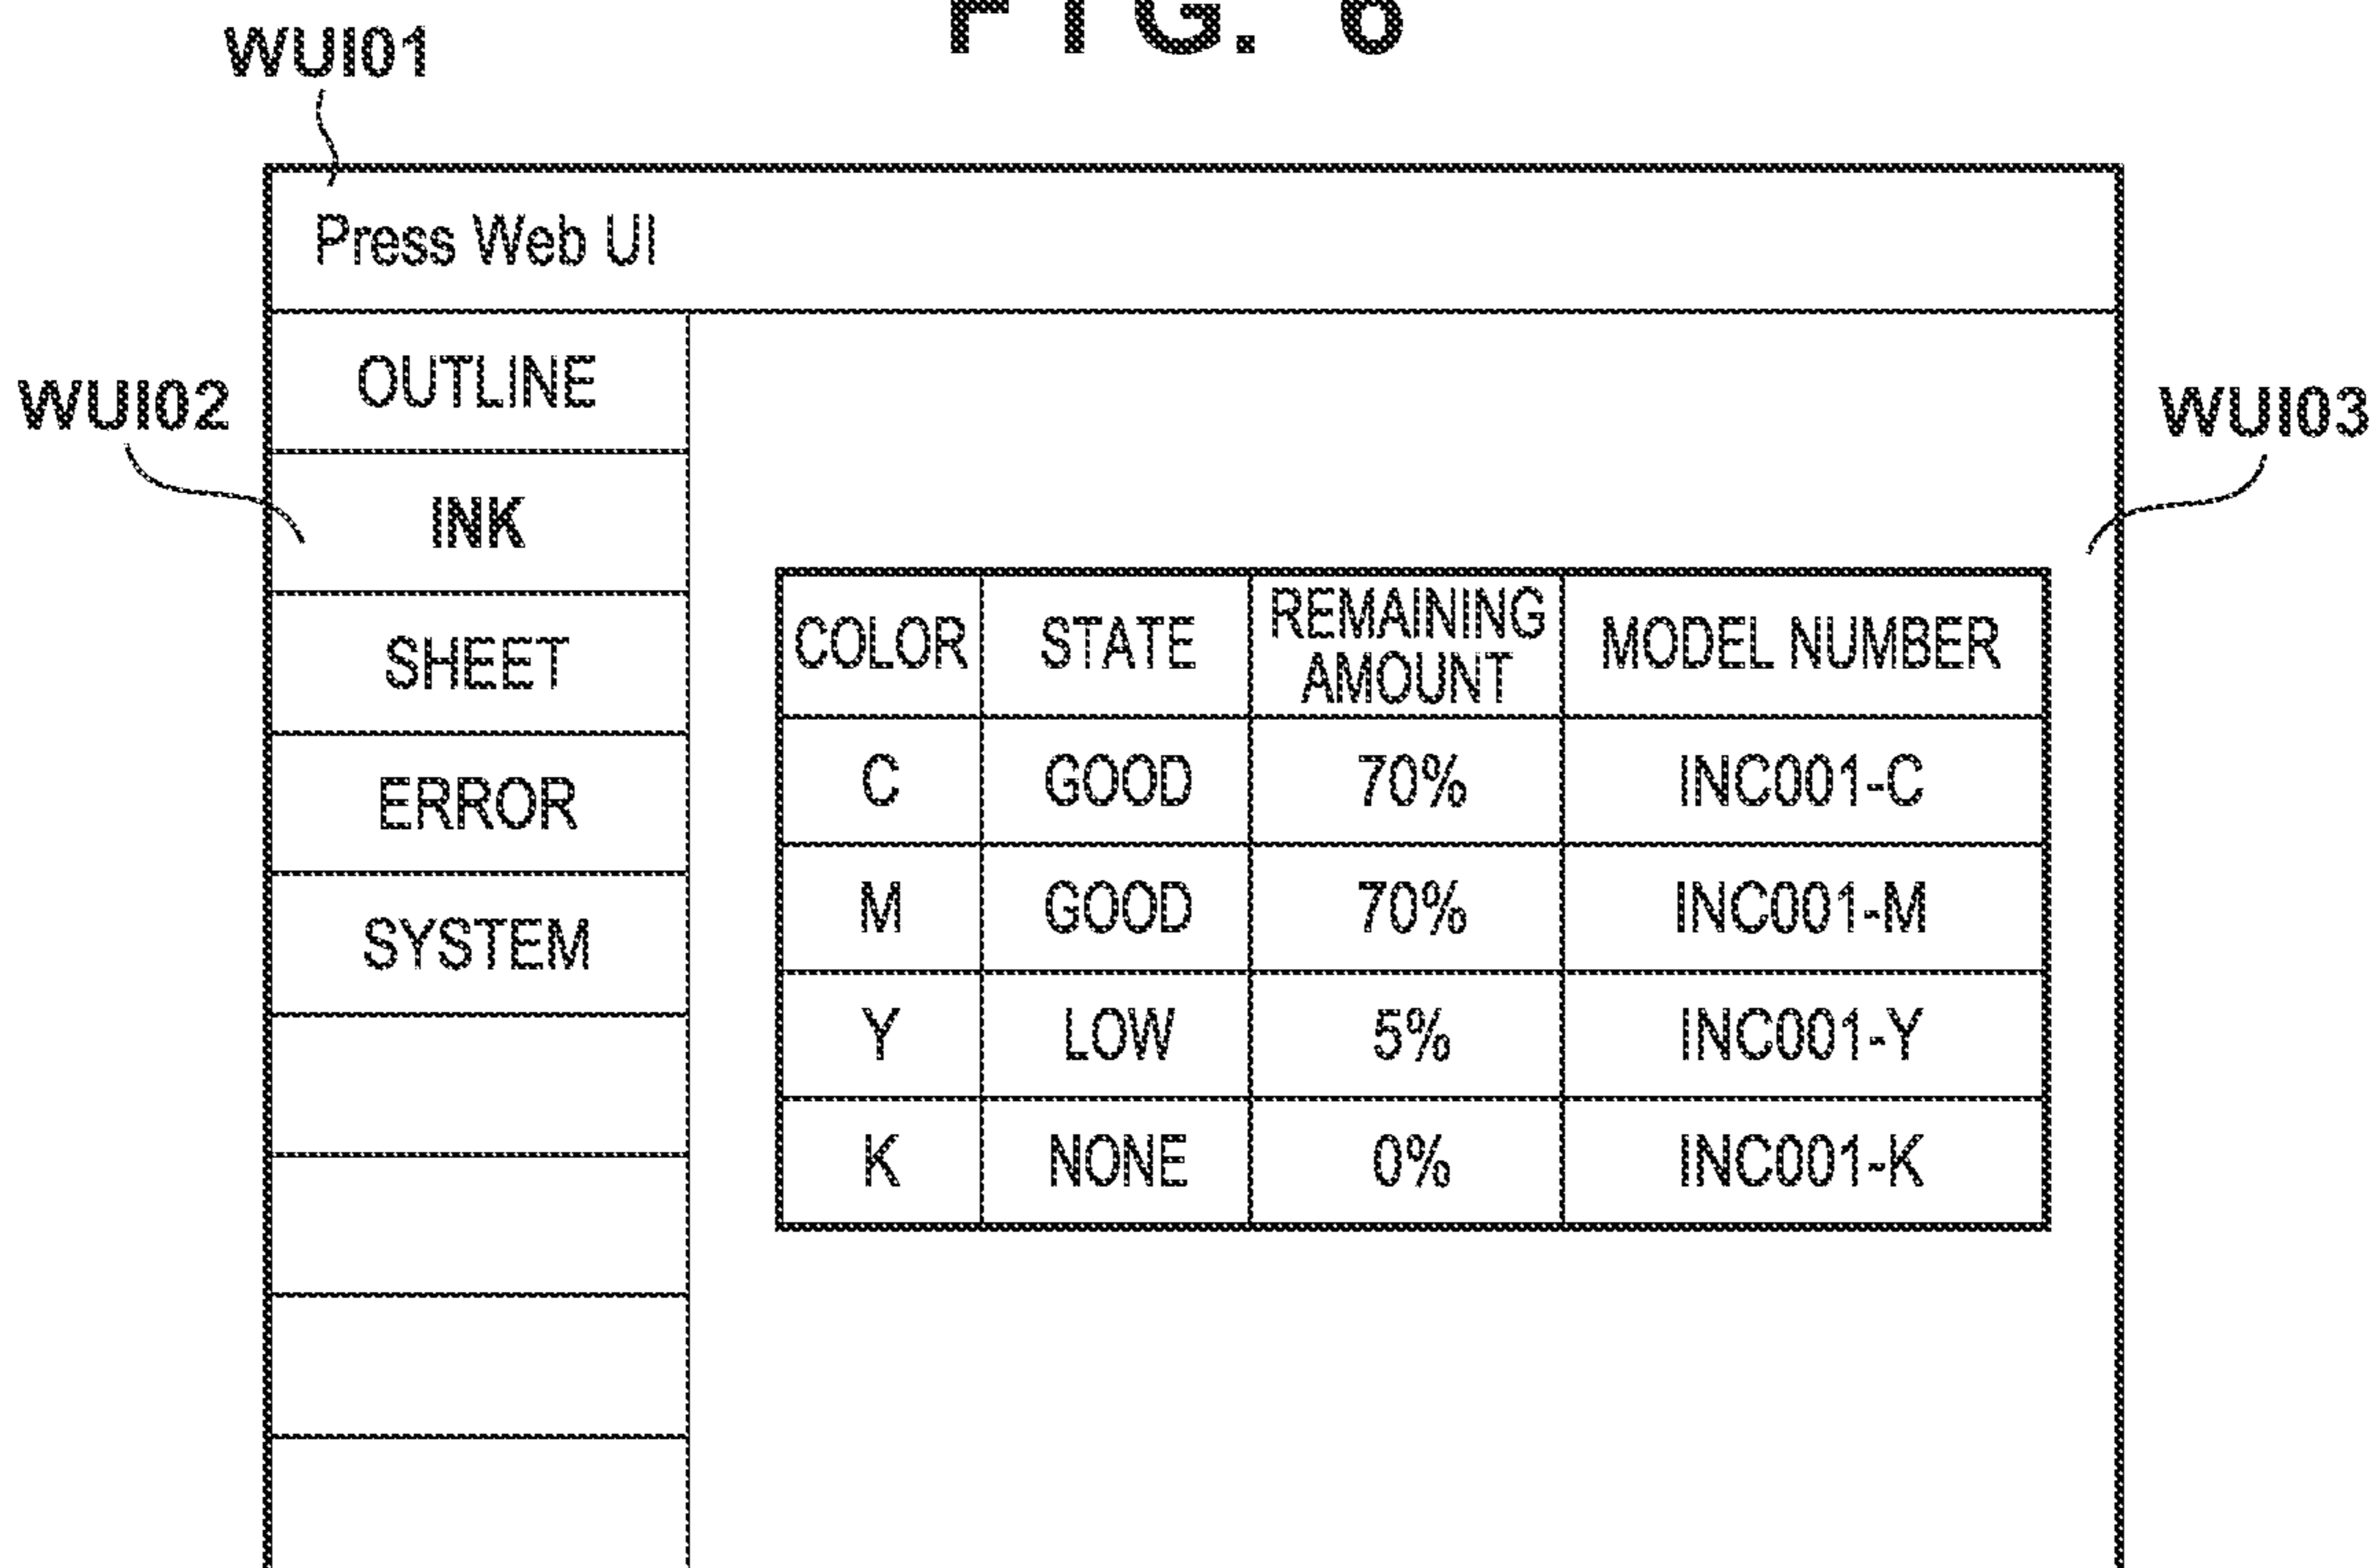 FIG. 6
WUI01
Press Web UI
WUI02
WUI03
OUTLINE
INK
SHEET
ERROR
SYSTEM
COLOR STATE REMAINING AMOUNT MODEL NUMBER
C GOOD 70% INC001-C
M GOOD 70% INC001-M
Y LOW 5% INC001-Y
K NONE 0% INC001-K